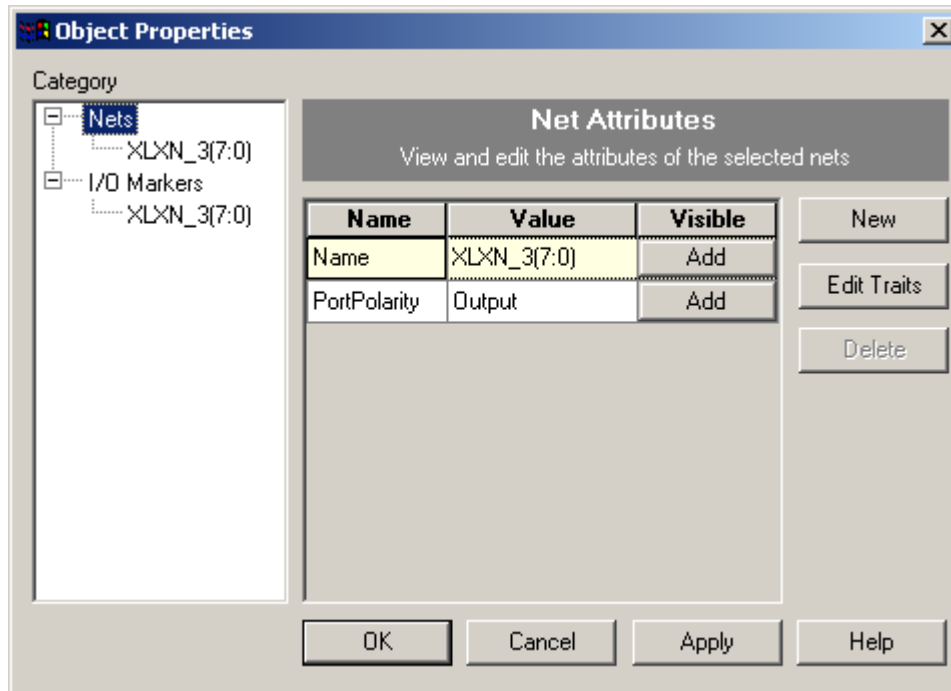 Object Properties
Category
Nets
XLXN_3(7:0)
I/O Markers
XLXN_3(7:0)
Net Attributes
View and edit the attributes of the selected nets
Name Value Visible
Name XLXN_3(7:0) Add
PortPolarity Output Add
New
Edit Traits
Delete
OK Cancel Apply Help